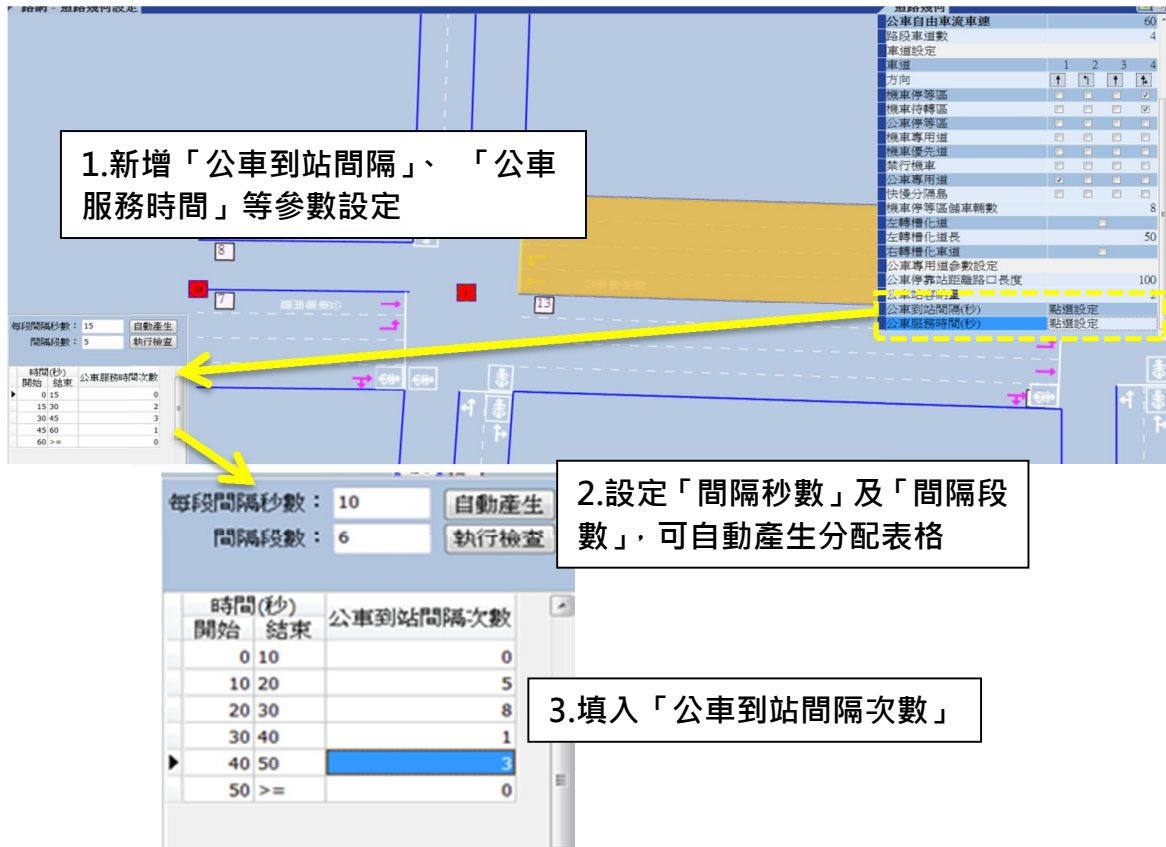 路網 - 道路幾何設定
道路幾何
公車自由車流車速 60
路段車道數 4
車道設定
車道 1 2 3 4
方向
機車停等區
機車待轉區
公車停等區
機車專用道
機車優先道
禁行機車
公車專用道
快慢分隔島
機車停等區儲車輛數 8
左轉槽化道
左轉槽化道長 50
右轉槽化車道
公車專用道參數設定
公車停靠站距離路口長度 100
公車站容納量 2
公車到站間隔(秒) 點選設定
公車服務時間(秒) 點選設定
1.新增「公車到站間隔」、「公車
服務時間」等參數設定
8
7
13
每段間隔秒數： 15 自動產生
間隔段數： 5 執行檢查
時間(秒) 公車服務時間次數
開始 結束
0 15 0
15 30 2
30 45 3
45 60 1
60 >= 0
2.設定「間隔秒數」及「間隔段
數」，可自動產生分配表格
每段間隔秒數： 10 自動產生
間隔段數： 6 執行檢查
時間(秒) 公車到站間隔次數
開始 結束
0 10 0
10 20 5
20 30 8
30 40 1
40 50 3
50 >= 0
3.填入「公車到站間隔次數」